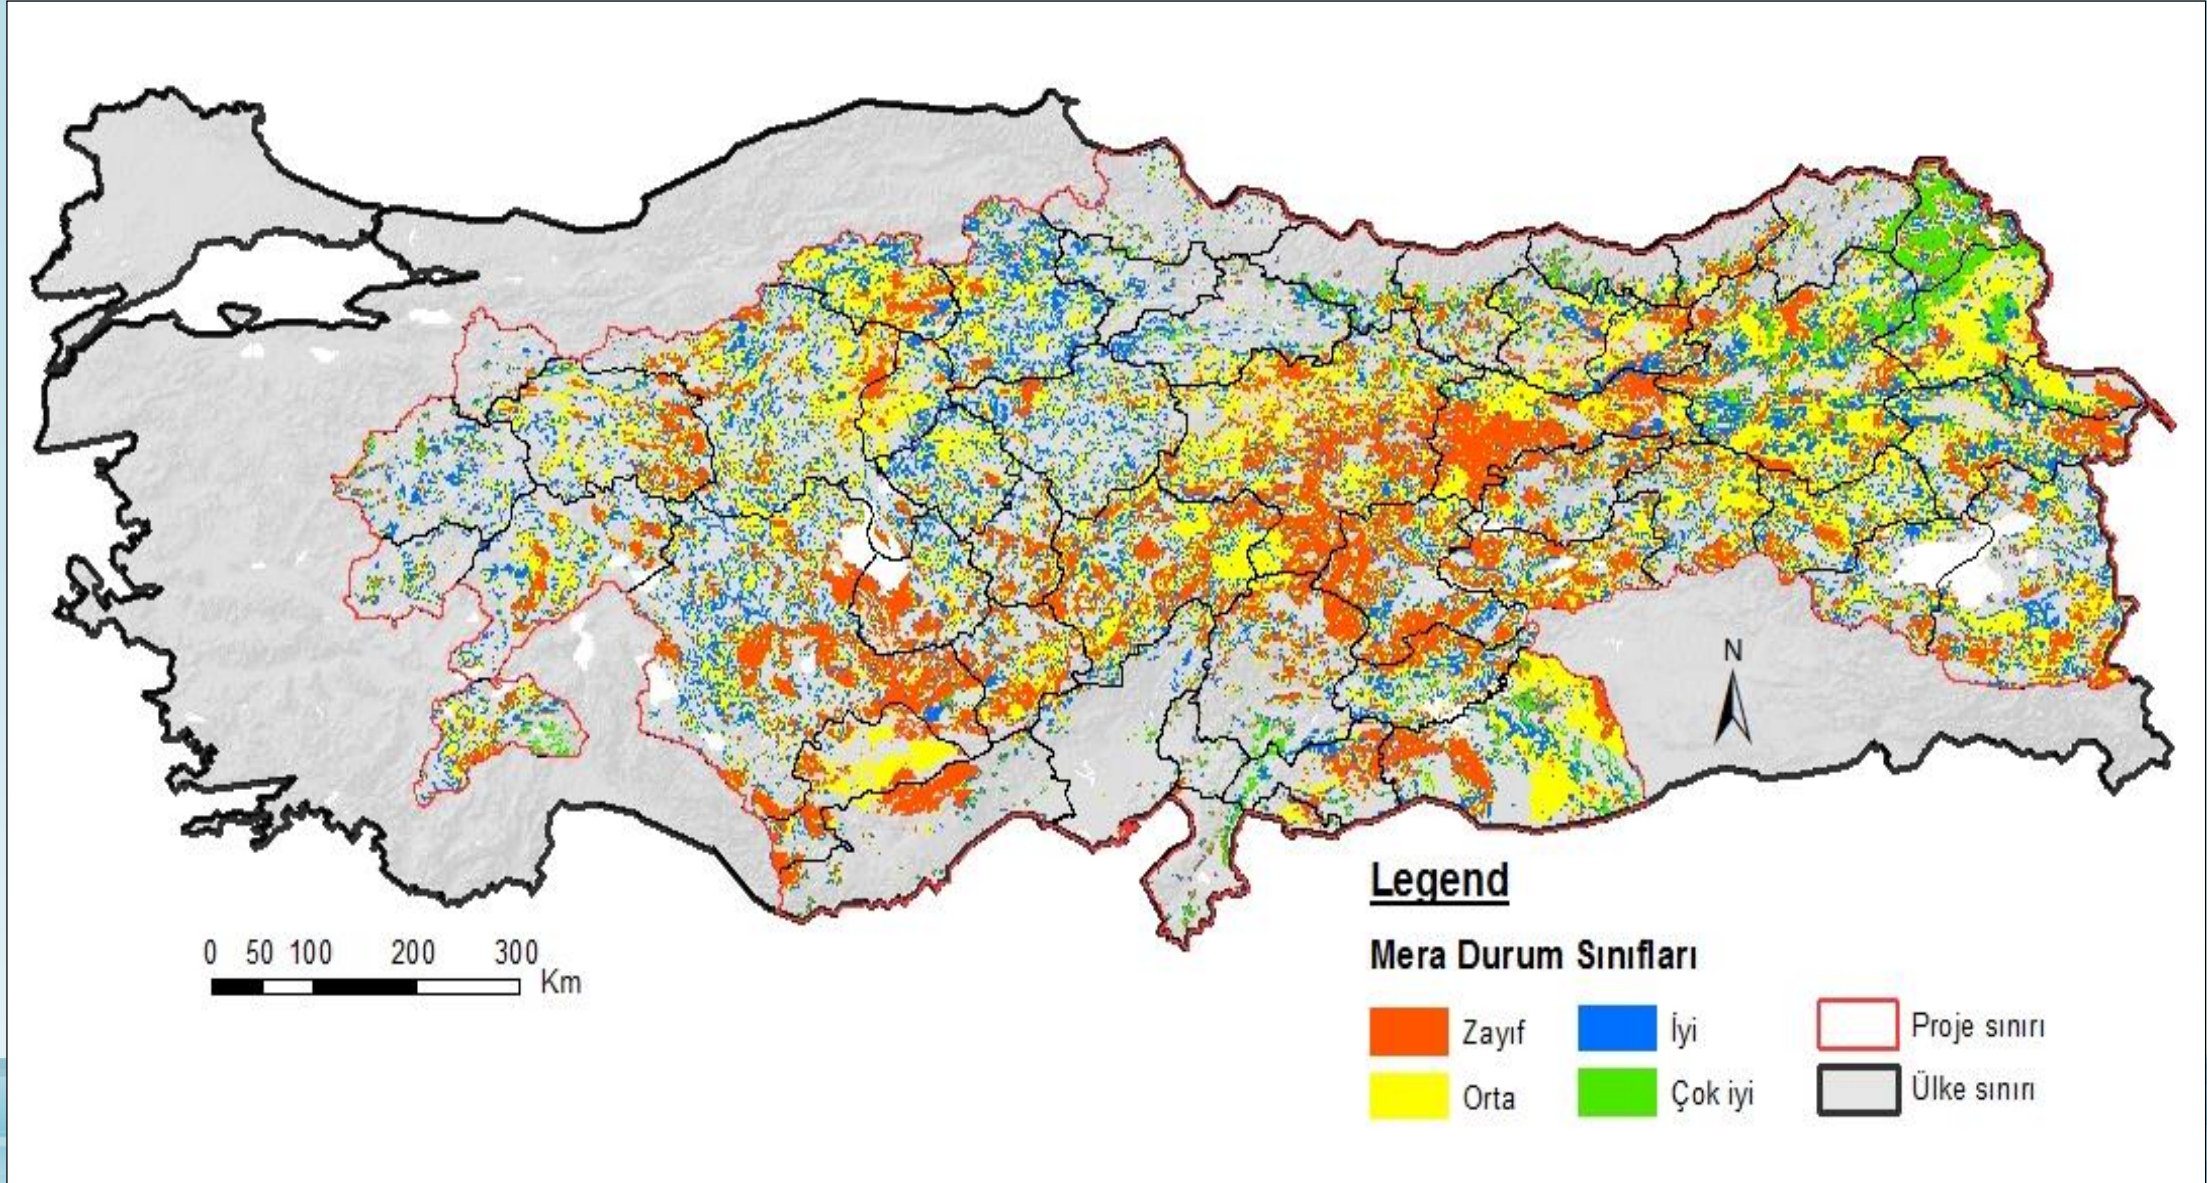 N
Legend
Mera Durum Sınıfları
Zayıf
İyi
Proje sınırı
Orta
Çok iyi
Ülke sınırı
0 50 100 200 300
Km